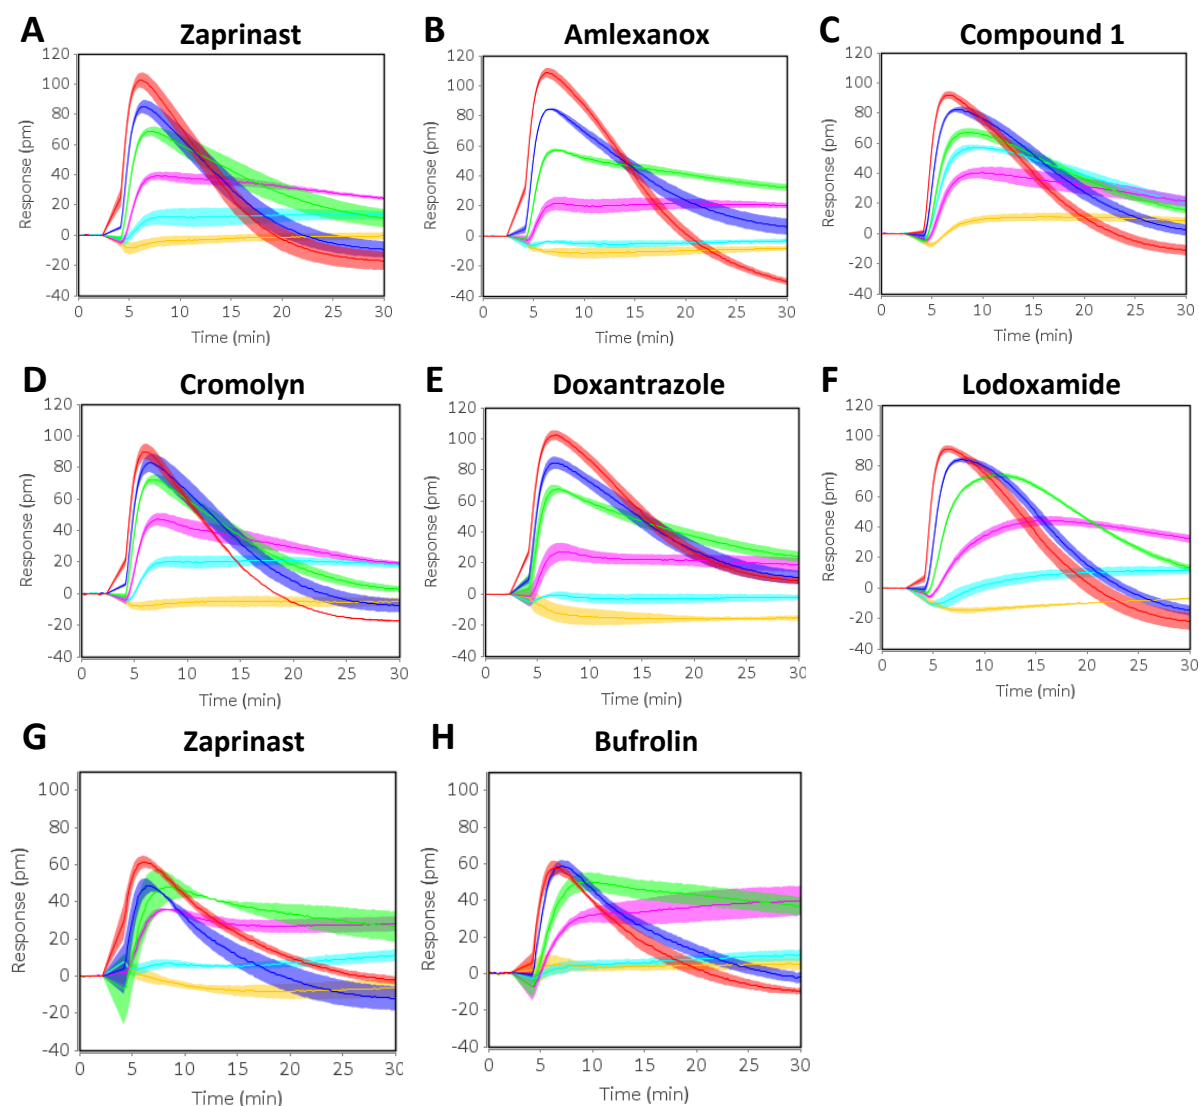 A Zaprinast
120
100
80
60
40
20
0
-20
-40
Response (pm)
0 5 10 15 20 25 30
Time (min)
B Amlexanox
120
100
80
60
40
20
0
-20
-40
Response (pm)
0 5 10 15 20 25 30
Time (min)
C Compound 1
120
100
80
60
40
20
0
-20
-40
Response (pm)
0 5 10 15 20 25 30
Time (min)
D Cromolyn
120
100
80
60
40
20
0
-20
-40
Response (pm)
0 5 10 15 20 25 30
Time (min)
E Doxantrazole
120
100
80
60
40
20
0
-20
-40
Response (pm)
0 5 10 15 20 25 30
Time (min)
F Lodoxamide
120
100
80
60
40
20
0
-20
-40
Response (pm)
0 5 10 15 20 25 30
Time (min)
G Zaprinast
100
80
60
40
20
0
-20
-40
Response (pm)
0 5 10 15 20 25 30
Time (min)
H Bufrolin
100
80
60
40
20
0
-20
-40
Response (pm)
0 5 10 15 20 25 30
Time (min)